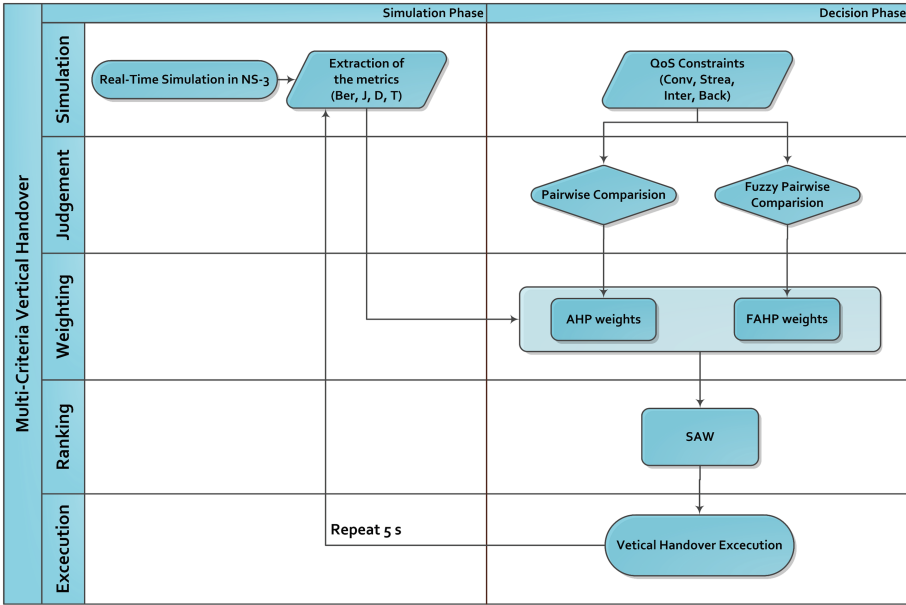 Simulation Phase
Decision Phase
Multi-Criteria Vertical Handover
Simulation
Real-Time Simulation in NS-3
Extraction of
the metrics
(Ber, J, D, T)
QoS Constraints
(Conv, Strea,
Inter, Back)
Judgement
Pairwise Comparision
Fuzzy Pairwise
Comparision
Weighting
AHP weights
FAHP weights
Ranking
SAW
Excecution
Repeat 5 s
Vetical Handover Excecution